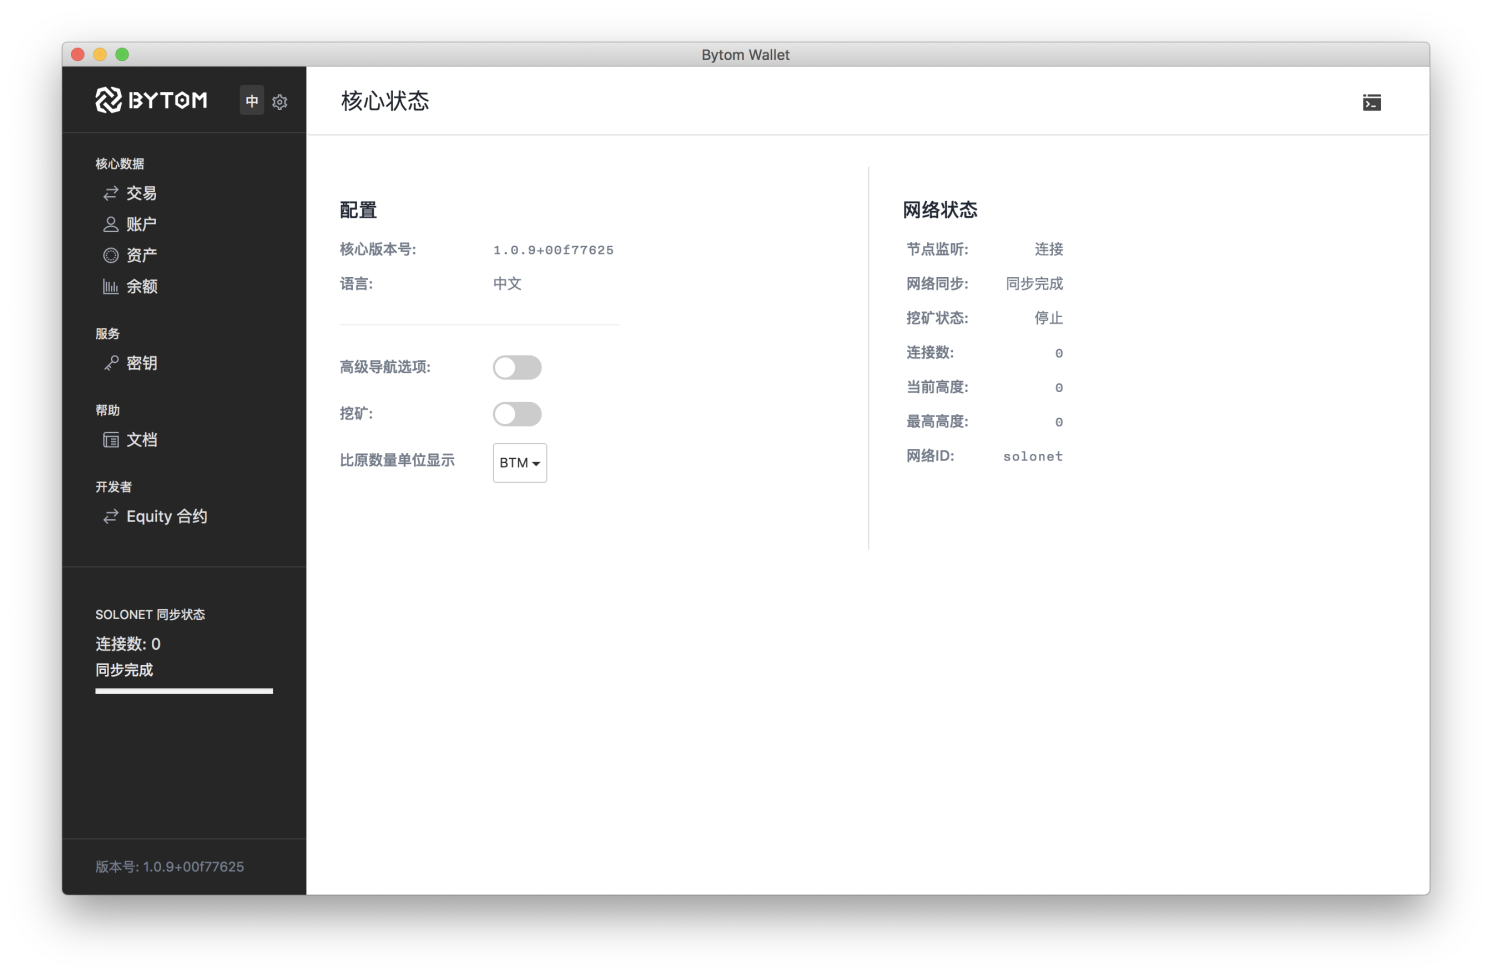 Bytom Wallet
BYTOM 中
核心数据
交易
账户
资产
余额
服务
密钥
帮助
文档
开发者
Equity 合约
SOLONET 同步状态
连接数: 0
同步完成
版本号: 1.0.9+00f77625
核心状态
配置
核心版本号: 1.0.9+00f77625
语言: 中文
高级导航选项:
挖矿:
比原数量单位显示 BTM
网络状态
节点监听: 连接
网络同步: 同步完成
挖矿状态: 停止
连接数: 0
当前高度: 0
最高高度: 0
网络ID: solonet